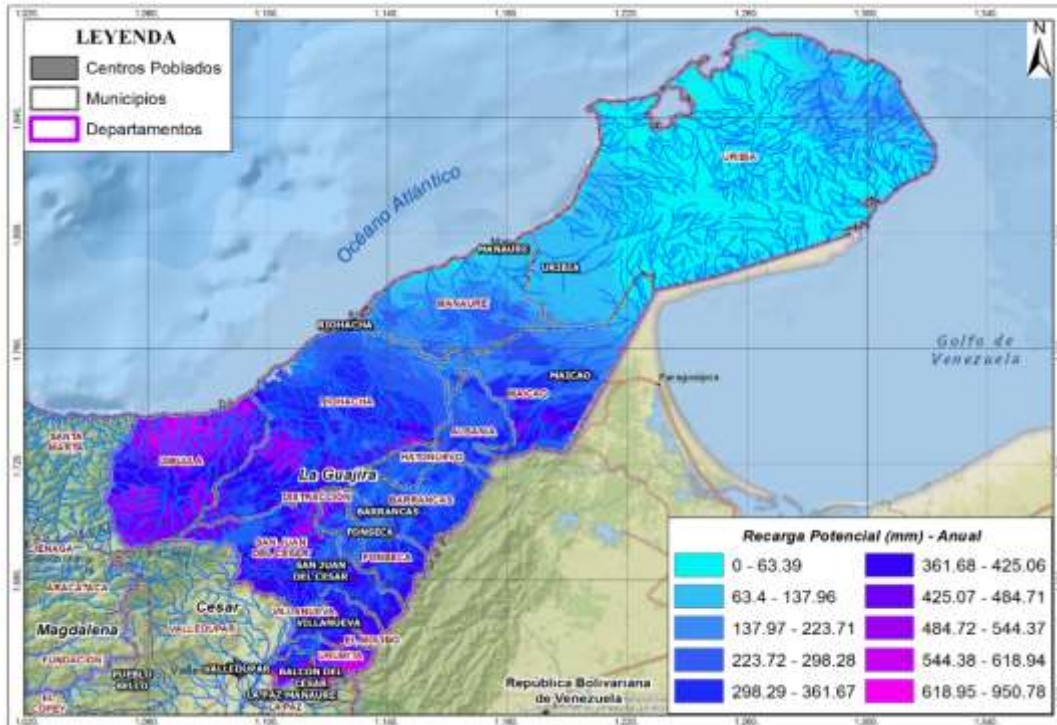 LEYENDA
Centros Poblados
Municipios
Departamentos
N
Océano Atlántico
URIBIA
MANAURE
URIBIA
MANAURE
RIOHACHA
Golfo de
Venezuela
MAICAO
Paraguaipoa
MAICAO
RIOHACHA
ALBANIA
SANTA
MARTA
DIBULLA
HATONUEVO
La Guajira
DISTRACCIÓN
BARRANCAS
BARRANCAS
FONSECA
SAN JUAN
DEL CESAR
FONSECA
CIENAGA
SAN JUAN
DEL CESAR
ARACATACA
Cesar
VILLANUEVA
VILLANUEVA
Magdalena
VALLEDUPAR
EL MOLINO
URUMITA
FUNDACION
VALLEDUPAR
BALCON DEL
CESAR
PUEBLO
BELLO
LA PAZ
MANAURE
LA PAZ
EL
COPEY
República Bolivariana
de Venezuela
Recarga Potencial (mm) - Anual
0 - 63.39
63.4 - 137.96
137.97 - 223.71
223.72 - 298.28
298.29 - 361.67
361.68 - 425.06
425.07 - 484.71
484.72 - 544.37
544.38 - 618.94
618.95 - 950.78